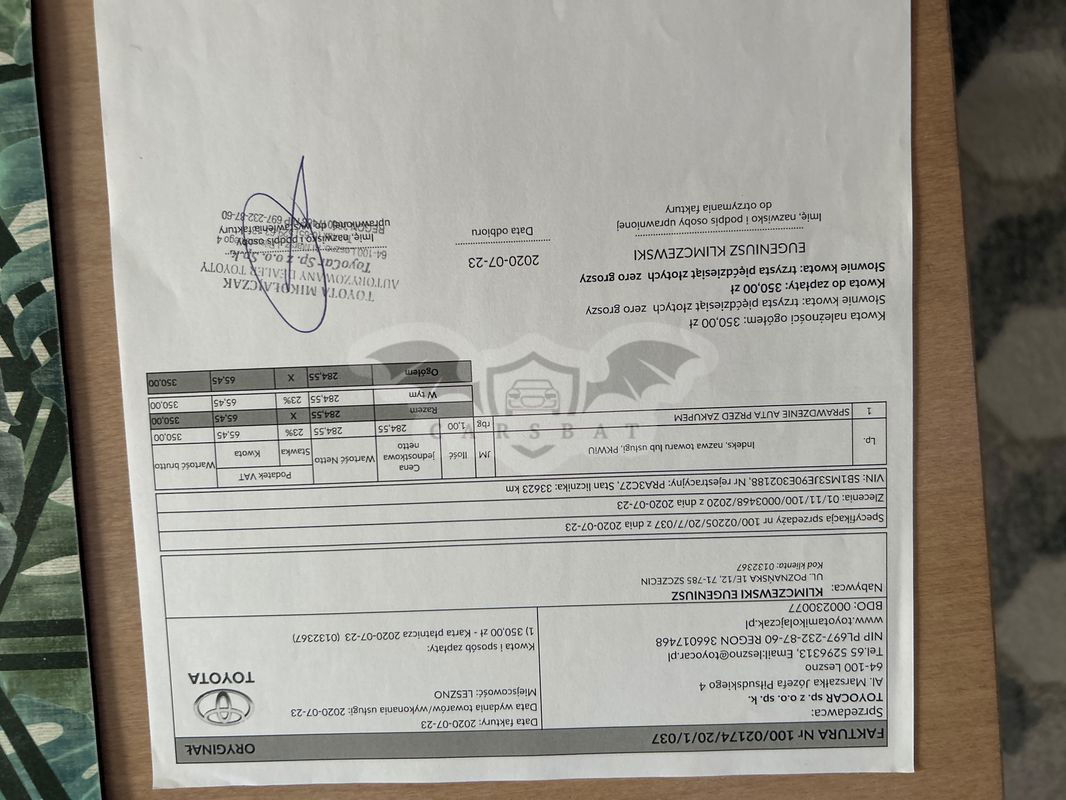 FAKTURA Nr 100/02174/20/1/037 ORYGINAŁ
Sprzedawca:
TOYOCAR sp. z o.o. sp. k.
Al. Marszałka Józefa Piłsudskiego 4
64-100 Leszno
Tel.65 5296313, Email:leszno@toyocar.pl
NIP PL697-232-87-60 REGON 366017468
www.toyotamikolajczak.pl
BDO: 000230077
Data faktury: 2020-07-23
Data wydania towarów/wykonania usługi: 2020-07-23
Miejscowość: LESZNO
TOYOTA
Kwota i sposób zapłaty:
1) 350,00 zł - Karta płatnicza 2020-07-23 (0132367)
Nabywca: KLIMCZEWSKI EUGENIUSZ
UL. POZNAŃSKA 1E/12, 71-785 SZCZECIN
Kod klienta: 0132367
Specyfikacja sprzedaży nr 100/02205/20/7/037 z dnia 2020-07-23
Zlecenia: 01/11/100/0003468/2020 z dnia 2020-07-23
VIN: SB1MS3JE90E302188, Nr rejestracyjny: PRA3C27, Stan licznika: 33623 km
Lp. Indeks, nazwa towaru lub usługi, PKWiU JM Ilość Cena jednostkowa netto Wartość Netto Podatek VAT Stawka Kwota Wartość brutto
1 SPRAWDZENIE AUTA PRZED ZAKUPEM rbg 1,00 284,55 284,55 23% 65,45 350,00
Razem 284,55 X 65,45 350,00
W tym 284,55 23% 65,45 350,00
Ogółem 284,55 X 65,45 350,00
CARSBAT
Kwota należności ogółem: 350,00 zł
Słownie kwota: trzysta pięćdziesiąt złotych zero groszy
Kwota do zapłaty: 350,00 zł
Słownie kwota: trzysta pięćdziesiąt złotych zero groszy
EUGENIUSZ KLIMCZEWSKI
Imię, nazwisko i podpis osoby uprawnionej
do otrzymania faktury
2020-07-23
Data odbioru
TOYOTA MIKOŁAJCZAK
AUTORYZOWANY DEALER TOYOTY
ToyoCar Sp. z o.o. Sp. k.
Imię, nazwisko i podpis osoby
uprawnionej do wystawienia faktury